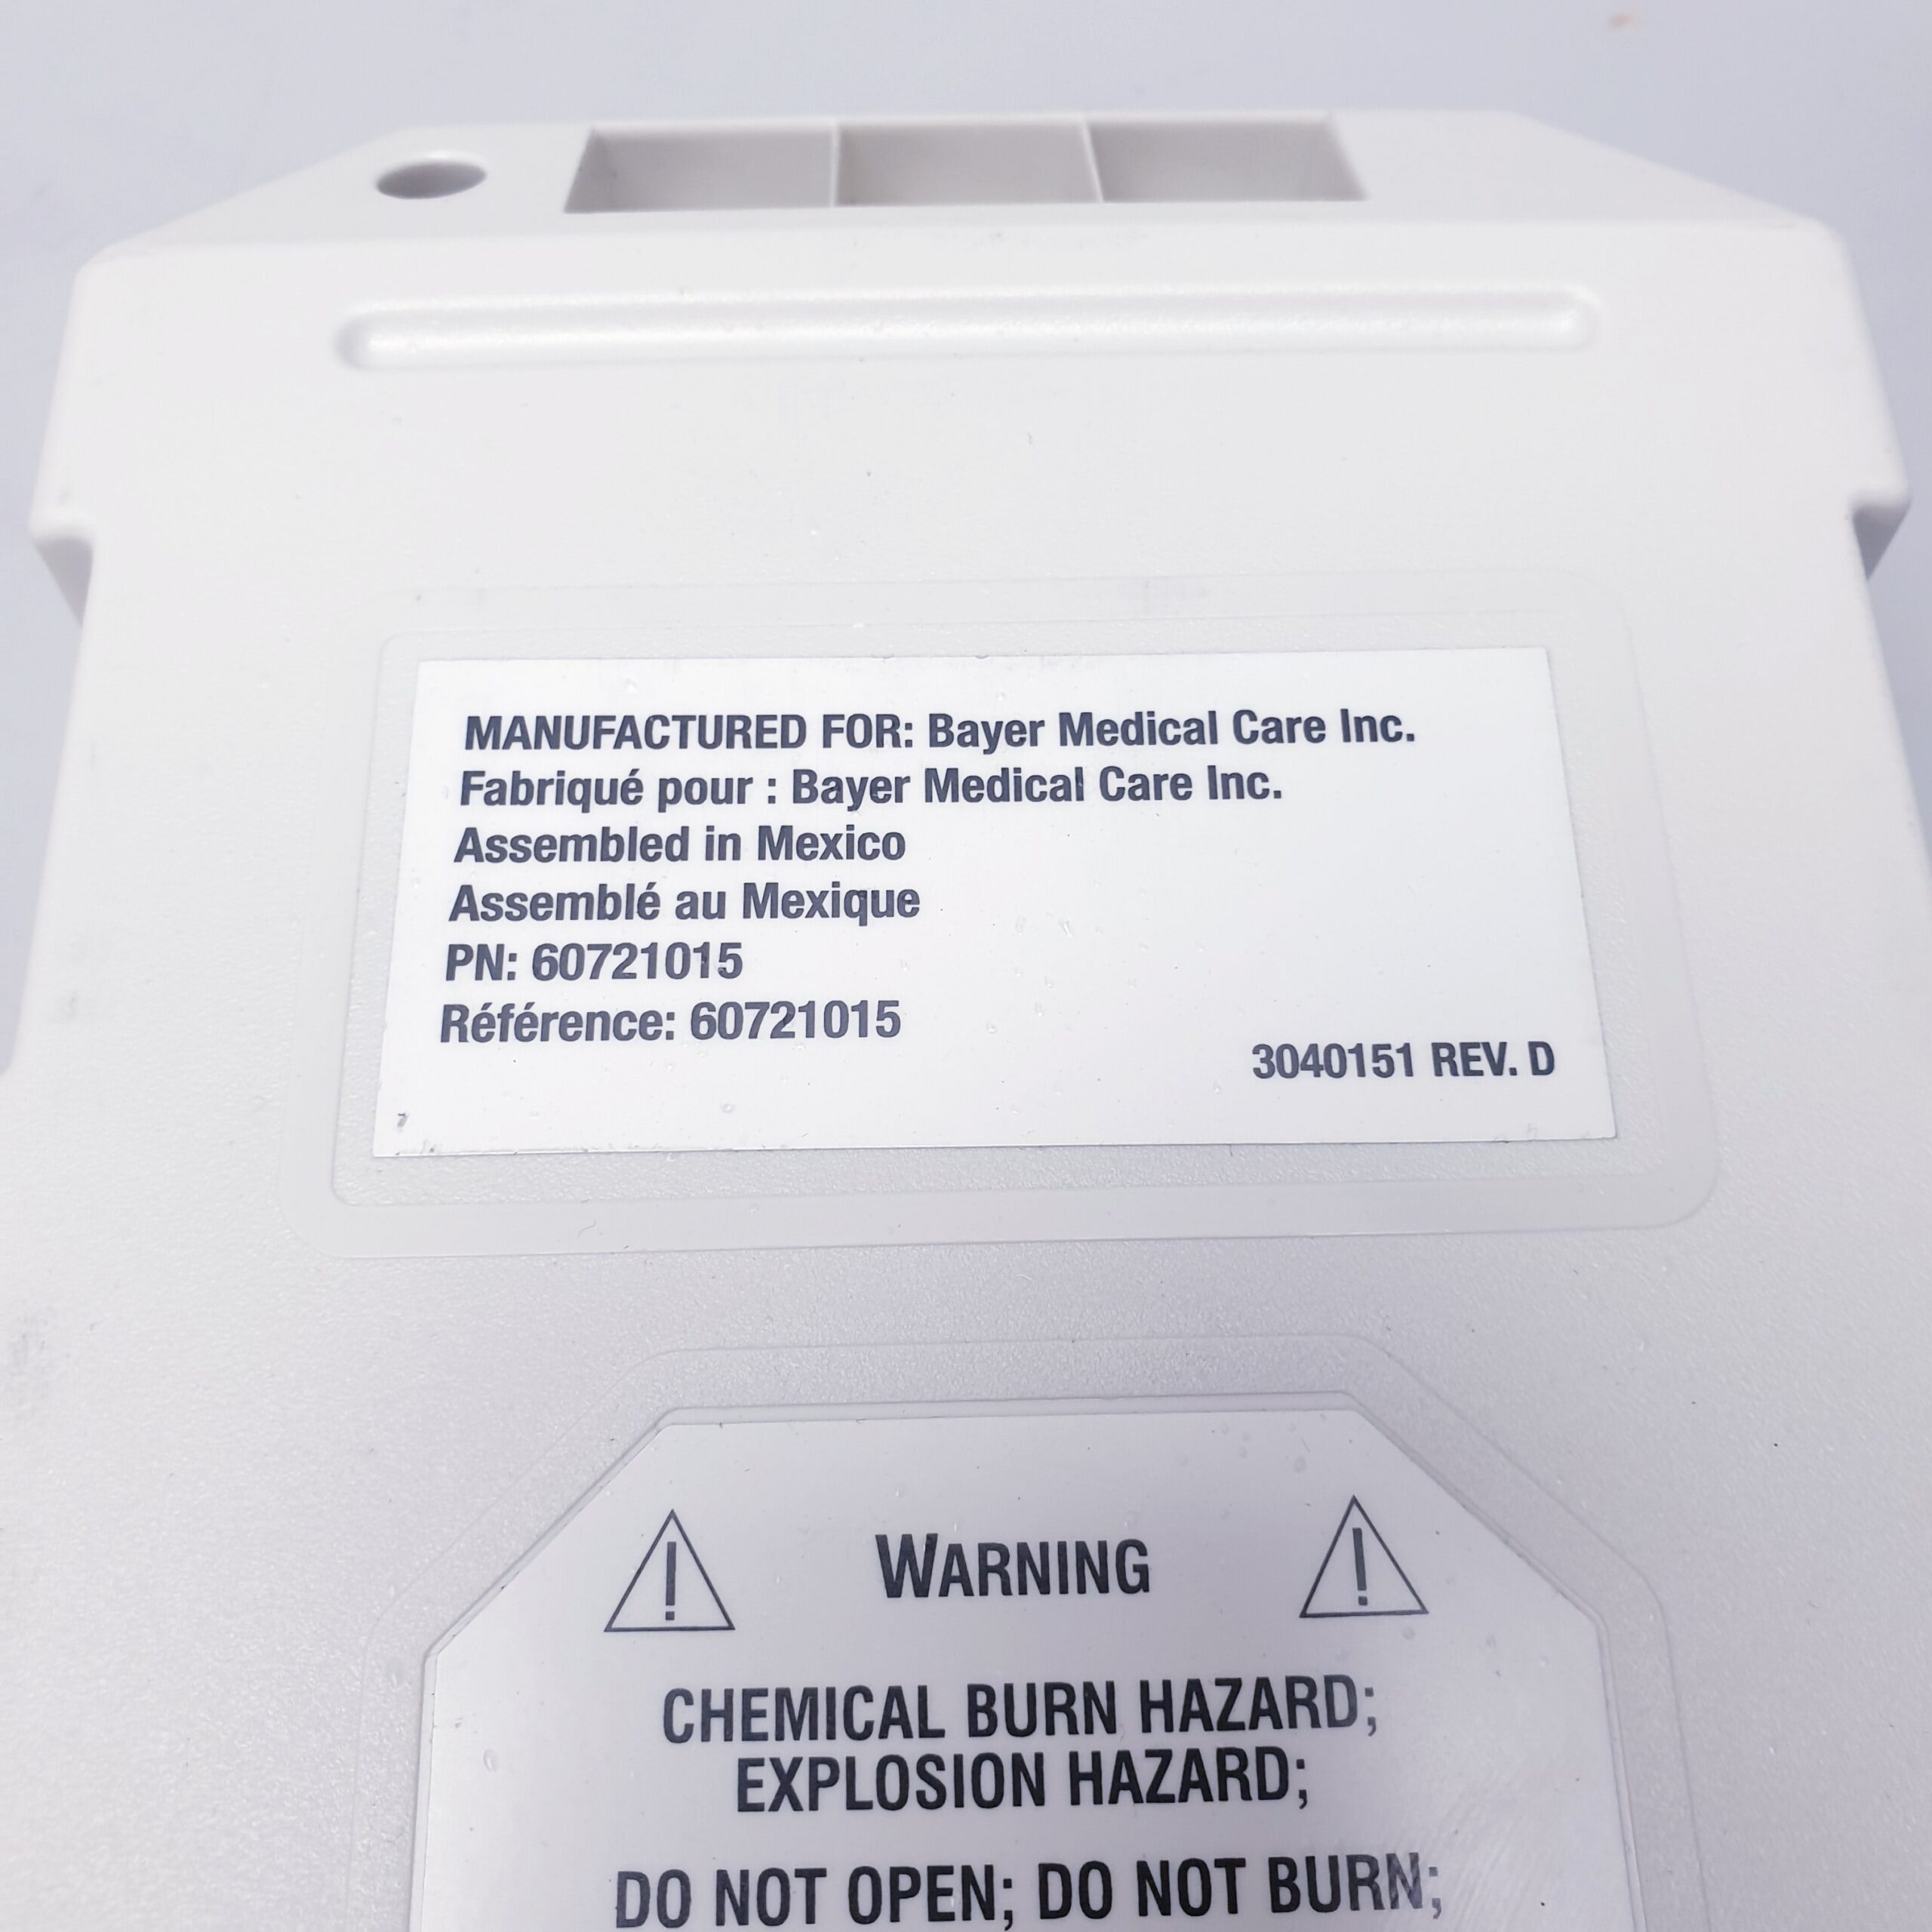 MANUFACTURED FOR: Bayer Medical Care Inc.
Fabriqué pour : Bayer Medical Care Inc.
Assembled in Mexico
Assemblé au Mexique
PN: 60721015
Référence: 60721015
3040151 REV. D
WARNING
CHEMICAL BURN HAZARD;
EXPLOSION HAZARD;
DO NOT OPEN; DO NOT BURN;